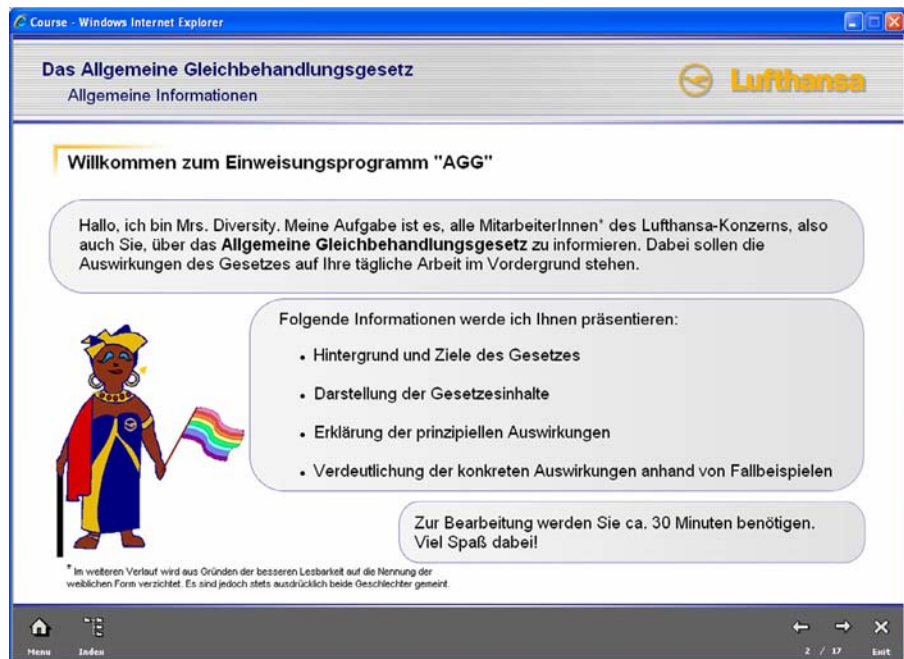 Course - Windows Internet Explorer
Das Allgemeine Gleichbehandlungsgesetz
Allgemeine Informationen
Lufthansa
Willkommen zum Einweisungsprogramm "AGG"
Hallo, ich bin Mrs. Diversity. Meine Aufgabe ist es, alle MitarbeiterInnen* des Lufthansa-Konzerns, also
auch Sie, über das Allgemeine Gleichbehandlungsgesetz zu informieren. Dabei sollen die
Auswirkungen des Gesetzes auf Ihre tägliche Arbeit im Vordergrund stehen.
Folgende Informationen werde ich Ihnen präsentieren:
• Hintergrund und Ziele des Gesetzes
• Darstellung der Gesetzesinhalte
• Erklärung der prinzipiellen Auswirkungen
• Verdeutlichung der konkreten Auswirkungen anhand von Fallbeispielen
Zur Bearbeitung werden Sie ca. 30 Minuten benötigen.
Viel Spaß dabei!
* Im weiteren Verlauf wird aus Gründen der besseren Lesbarkeit auf die Nennung der
weiblichen Form verzichtet. Es sind jedoch stets ausdrücklich beide Geschlechter gemeint.
Menu Index 2 / 17 Exit